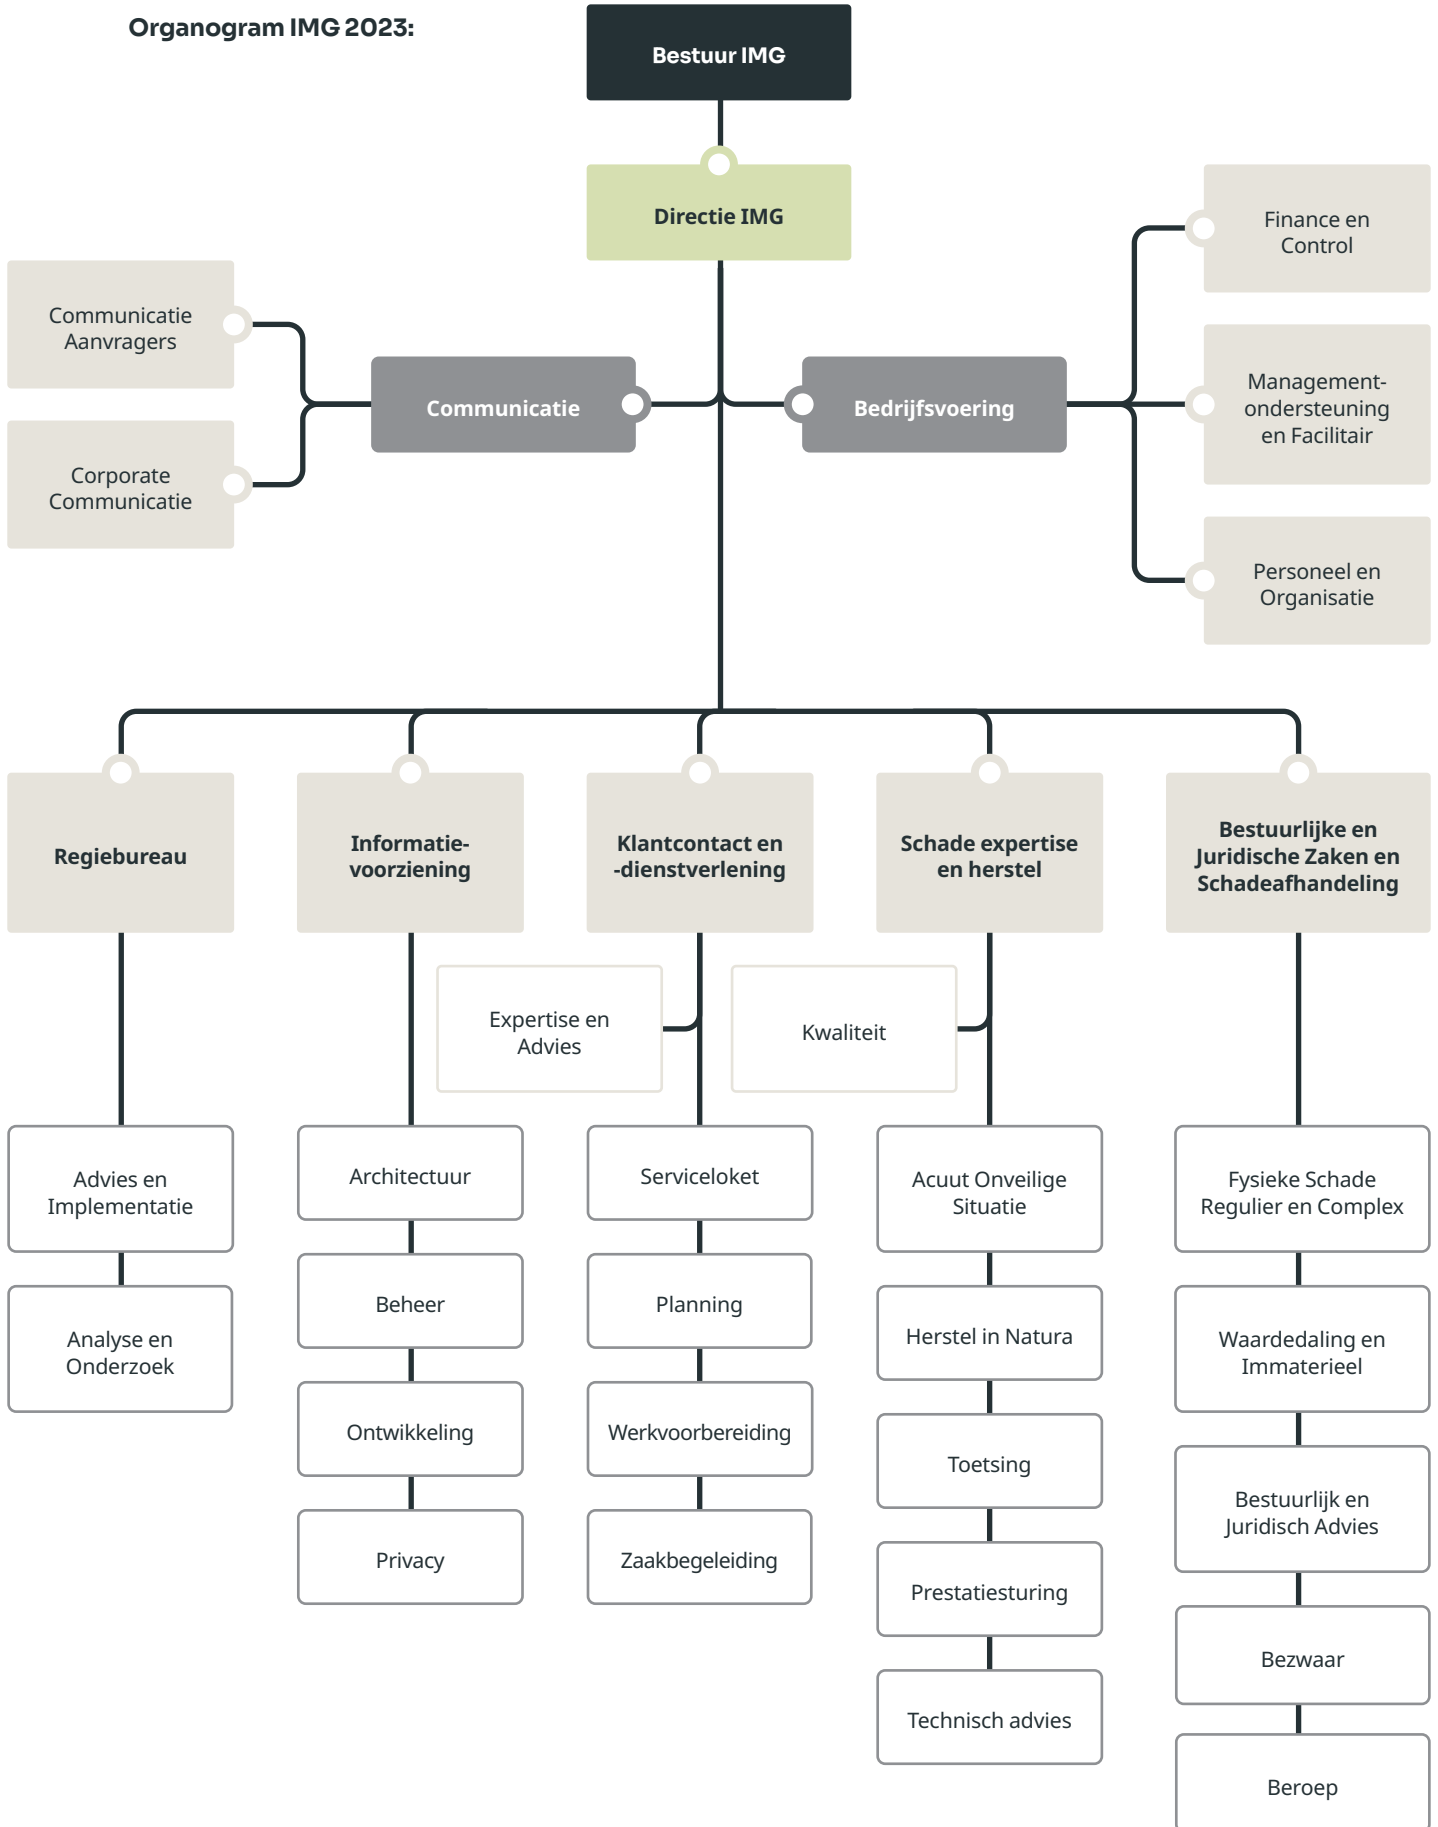 Organogram IMG 2023:
Bestuur IMG
Directie IMG
Finance en
Control
Communicatie
Aanvragers
Management-
ondersteuning
en Facilitair
Communicatie
Bedrijfsvoering
Corporate
Communicatie
Personeel en
Organisatie
Regiebureau
Informatie-
voorziening
Klantcontact en
-dienstverlening
Schade expertise
en herstel
Bestuurlijke en
Juridische Zaken en
Schadeafhandeling
Expertise en
Advies
Kwaliteit
Advies en
Implementatie
Analyse en
Onderzoek
Architectuur
Beheer
Ontwikkeling
Privacy
Serviceloket
Planning
Werkvoorbereiding
Zaakbegeleiding
Acuut Onveilige
Situatie
Herstel in Natura
Toetsing
Prestatiesturing
Technisch advies
Fysieke Schade
Regulier en Complex
Waardedaling en
Immaterieel
Bestuurlijk en
Juridisch Advies
Bezwaar
Beroep